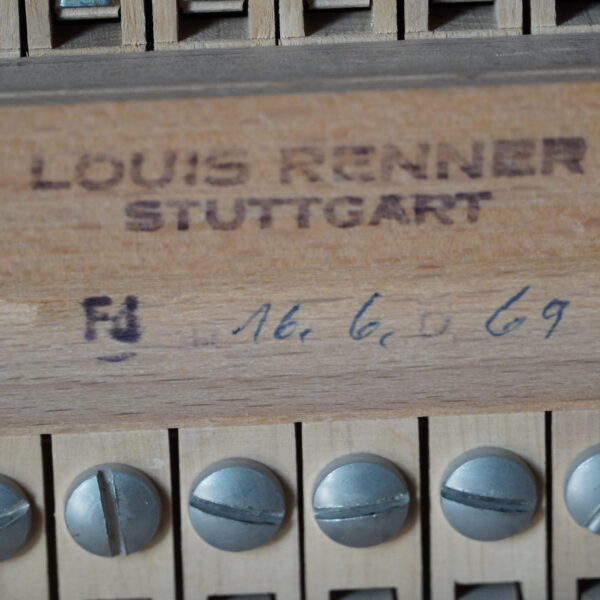 LOUIS RENNER
STUTTGART
16. 6. 69